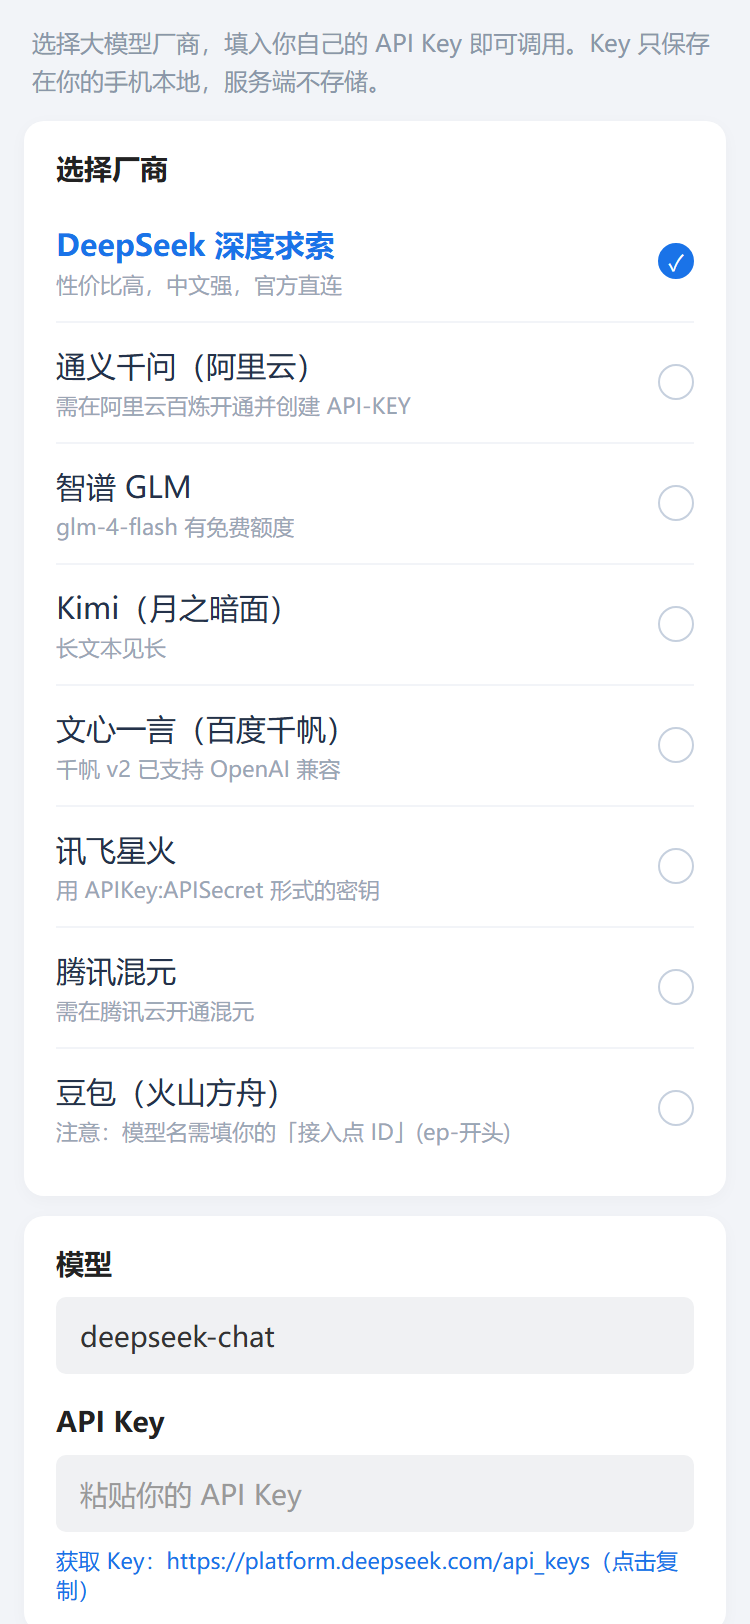 选择大模型厂商，填入你自己的 API Key 即可调用。Key 只保存
在你的手机本地，服务端不存储。
选择厂商
DeepSeek 深度求索
性价比高，中文强，官方直连
通义千问（阿里云）
需在阿里云百炼开通并创建 API-KEY
智谱 GLM
glm-4-flash 有免费额度
Kimi（月之暗面）
长文本见长
文心一言（百度千帆）
千帆 v2 已支持 OpenAI 兼容
讯飞星火
用 APIKey:APISecret 形式的密钥
腾讯混元
需在腾讯云开通混元
豆包（火山方舟）
注意：模型名需填你的「接入点 ID」(ep-开头)
模型
deepseek-chat
API Key
粘贴你的 API Key
获取 Key：https://platform.deepseek.com/api_keys（点击复
制）